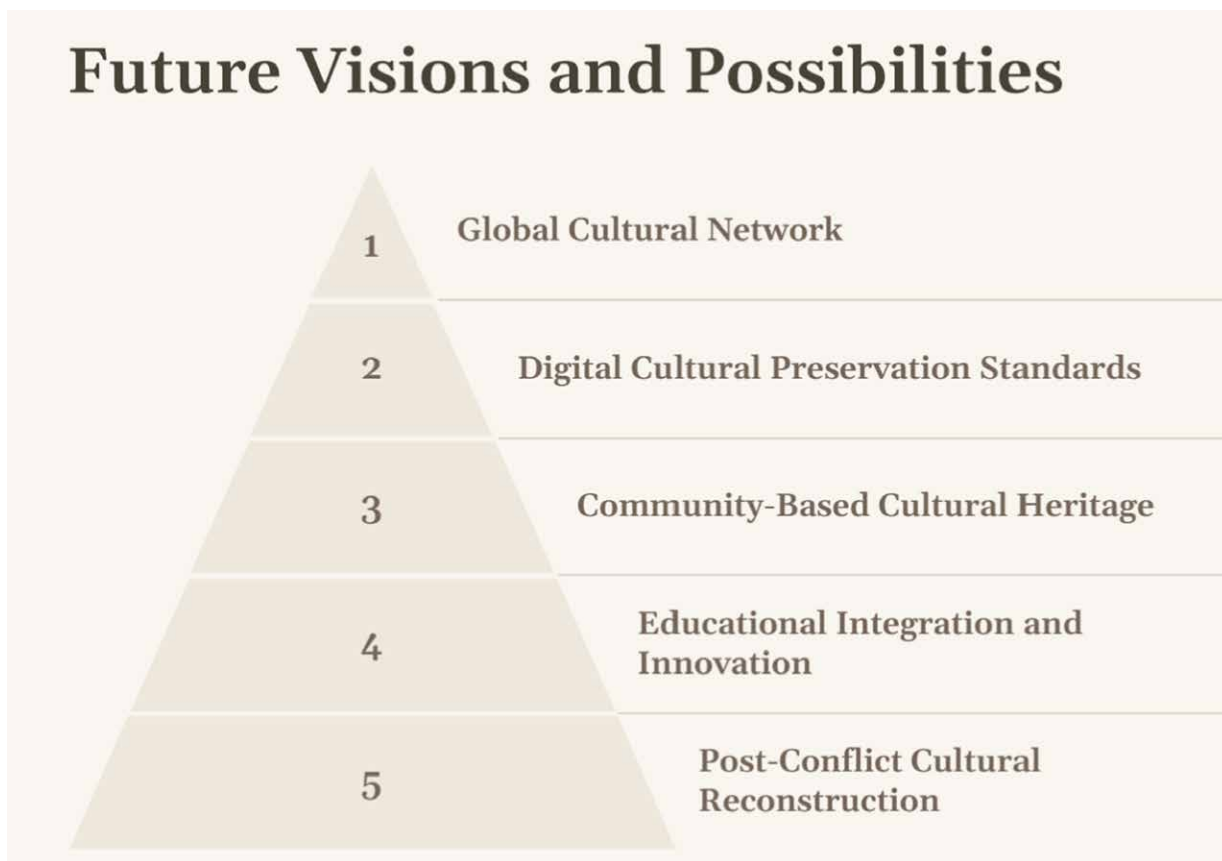 Future Visions and Possibilities
1
Global Cultural Network
2
Digital Cultural Preservation Standards
3
Community-Based Cultural Heritage
4
Educational Integration and
Innovation
5
Post-Conflict Cultural
Reconstruction